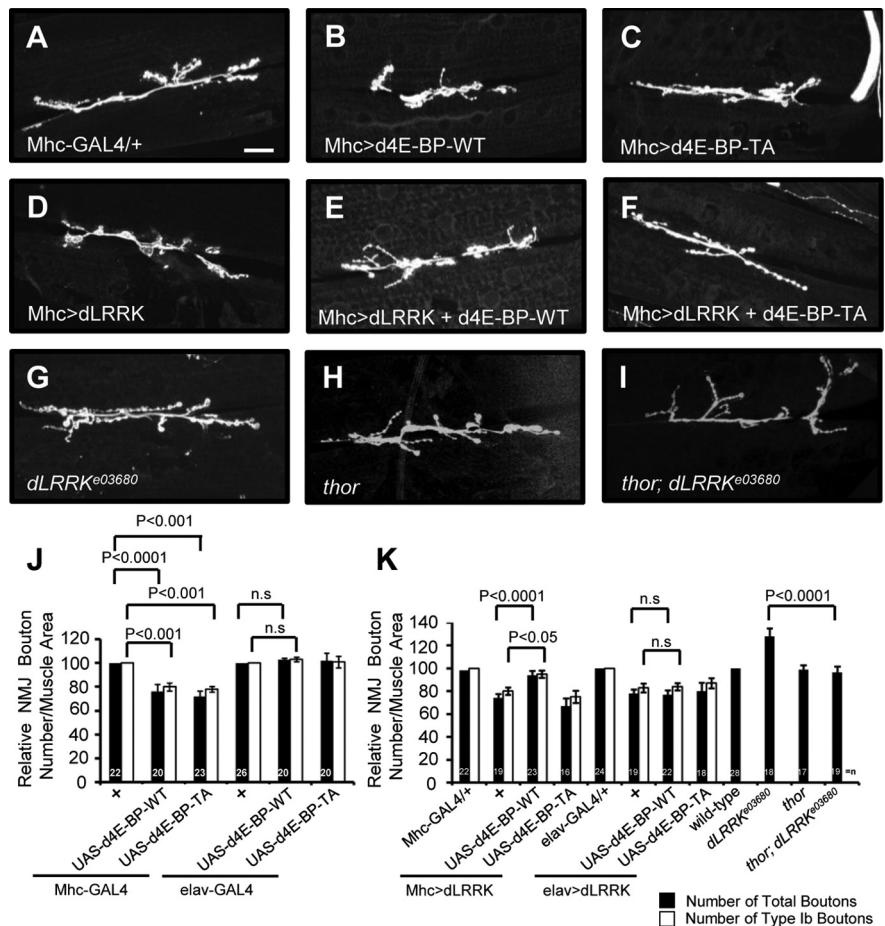 A
Mhc-GAL4/+
B
Mhc>d4E-BP-WT
C
Mhc>d4E-BP-TA
D
Mhc>dLRRK
E
Mhc>dLRRK + d4E-BP-WT
F
Mhc>dLRRK + d4E-BP-TA
G
dLRRKe03680
H
thor
I
thor; dLRRKe03680
J
P<0.001
P<0.0001
P<0.001
P<0.001
n.s
n.s
Relative NMJ Bouton
Number/Muscle Area
120
100
80
60
40
20
0
22
20
23
26
20
20
+
UAS-d4E-BP-WT
UAS-d4E-BP-TA
+
UAS-d4E-BP-WT
UAS-d4E-BP-TA
Mhc-GAL4
elav-GAL4
K
P<0.0001
P<0.05
n.s
n.s
P<0.0001
Relative NMJ Bouton
Number/Muscle Area
140
120
100
80
60
40
20
0
22
19
23
16
24
19
22
18
28
18
17
19
=n
Mhc-GAL4/+
+
UAS-d4E-BP-WT
UAS-d4E-BP-TA
elav-GAL4/+
+
UAS-d4E-BP-WT
UAS-d4E-BP-TA
wild-type
dLRRKe03680
thor
thor; dLRRKe03680
Mhc>dLRRK
elav>dLRRK
Number of Total Boutons
Number of Type Ib Boutons